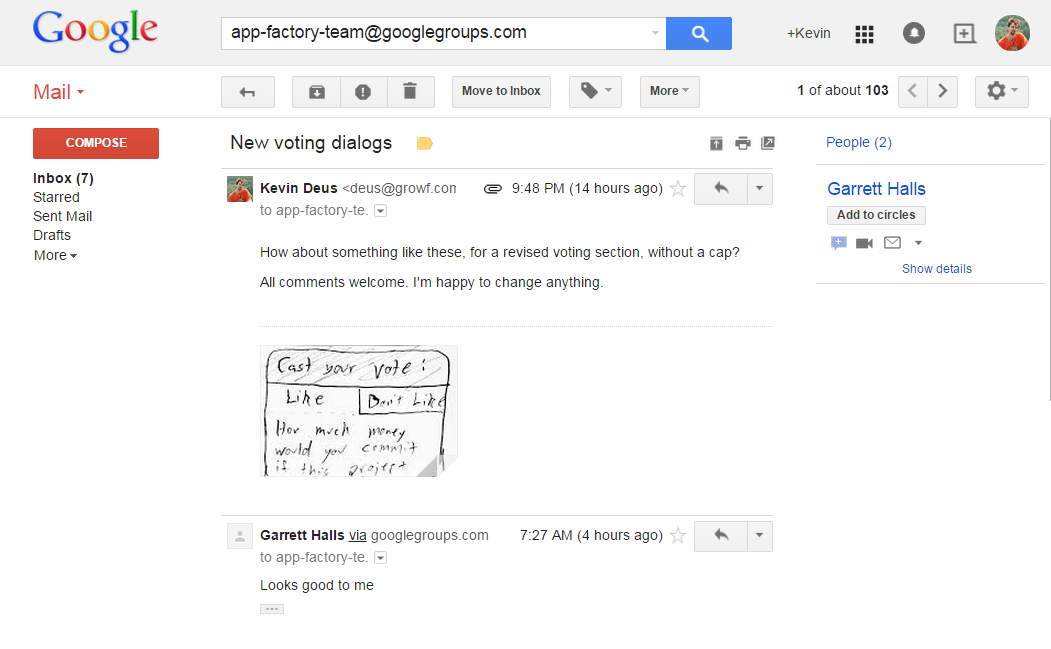 Google
app-factory-team@googlegroups.com
+Kevin
Mail
Move to Inbox
More
1 of about 103
COMPOSE
Inbox (7)
Starred
Sent Mail
Drafts
More
New voting dialogs
People (2)
Kevin Deus <deus@growf.con
9:48 PM (14 hours ago)
to app-factory-te.
Garrett Halls
Add to circles
Show details
How about something like these, for a revised voting section, without a cap?
All comments welcome. I'm happy to change anything.
Cast your vote:
Like Don't Like
How much money
would you commit
if this project
Garrett Halls via googlegroups.com
7:27 AM (4 hours ago)
to app-factory-te.
Looks good to me